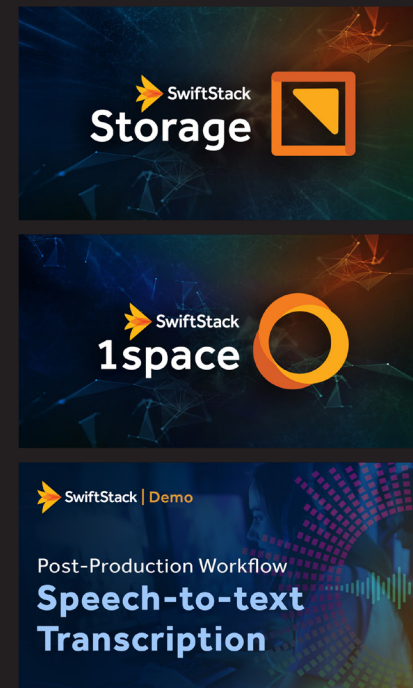 SwiftStack
Storage
SwiftStack
1space
SwiftStack | Demo
Post-Production Workflow
Speech-to-text
Transcription